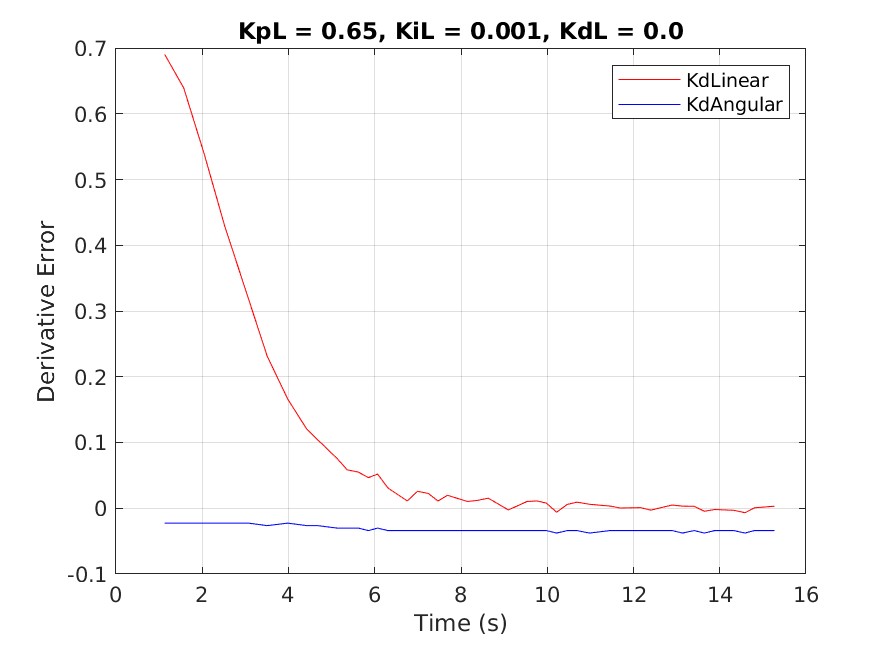 KpL = 0.65, KiL = 0.001, KdL = 0.0
KdLinear
KdAngular
Derivative Error
0.7
0.6
0.5
0.4
0.3
0.2
0.1
0
-0.1
0 2 4 6 8 10 12 14 16
Time (s)